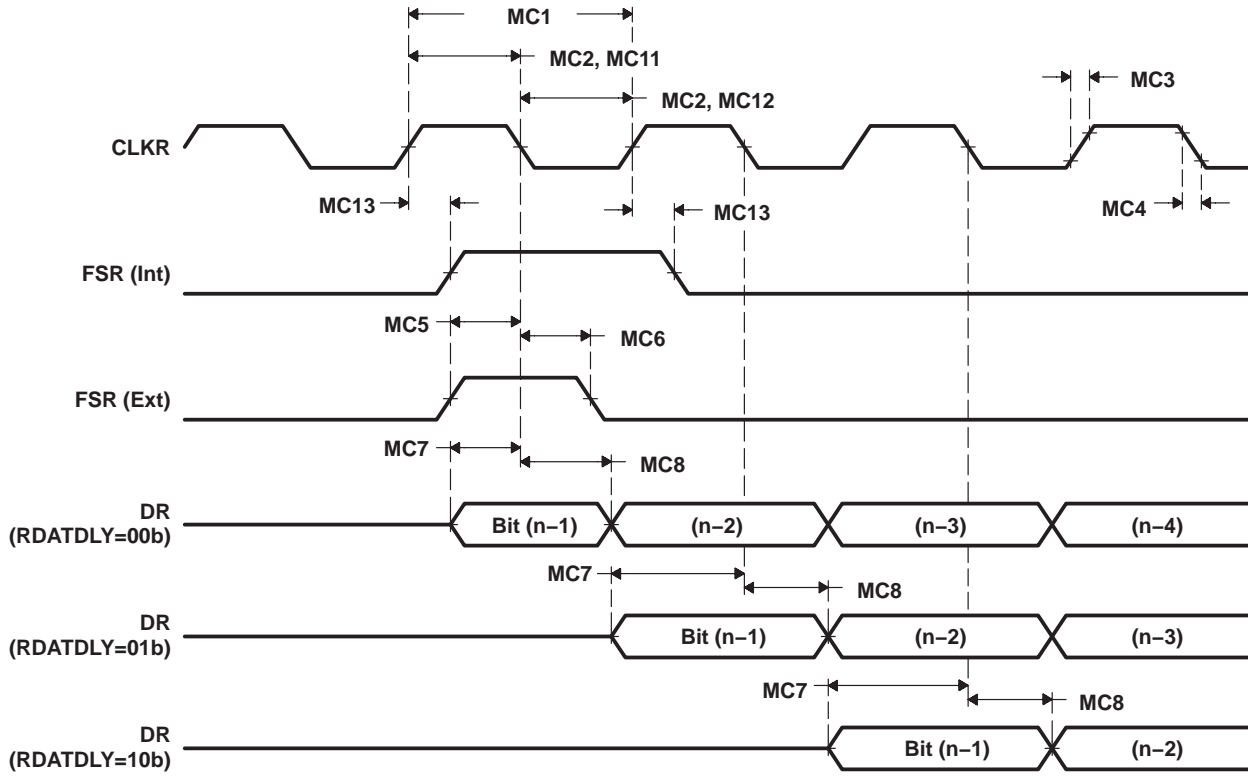 MC1
MC2, MC11
MC3
MC2, MC12
CLKR
MC13
MC13
MC4
FSR (Int)
MC5
MC6
FSR (Ext)
MC7
MC8
DR
(RDATDLY=00b)
Bit (n−1)
(n−2)
(n−3)
(n−4)
MC7
MC8
DR
(RDATDLY=01b)
Bit (n−1)
(n−2)
(n−3)
MC7
MC8
DR
(RDATDLY=10b)
Bit (n−1)
(n−2)